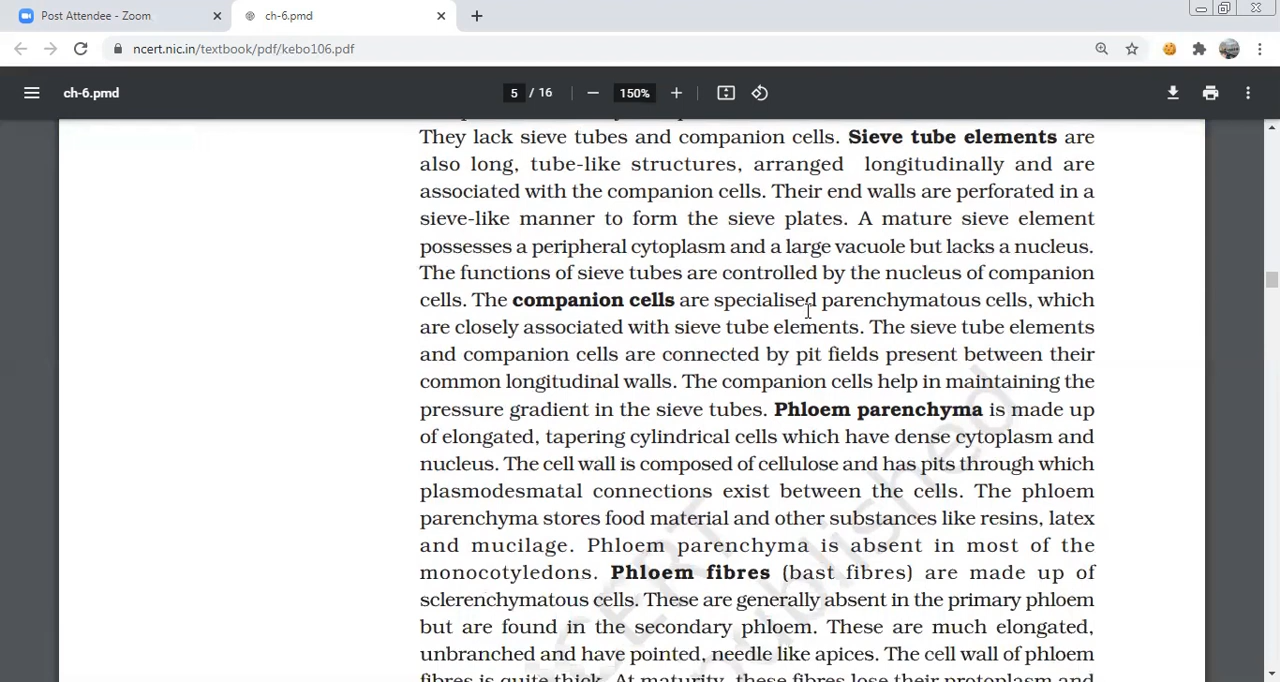 Post Attendee - Zoom
ch-6.pmd
ncert.nic.in/textbook/pdf/kebo106.pdf
ch-6.pmd
5 / 16
150%
They lack sieve tubes and companion cells. Sieve tube elements are
also long, tube-like structures, arranged longitudinally and are
associated with the companion cells. Their end walls are perforated in a
sieve-like manner to form the sieve plates. A mature sieve element
possesses a peripheral cytoplasm and a large vacuole but lacks a nucleus.
The functions of sieve tubes are controlled by the nucleus of companion
cells. The companion cells are specialised parenchymatous cells, which
are closely associated with sieve tube elements. The sieve tube elements
and companion cells are connected by pit fields present between their
common longitudinal walls. The companion cells help in maintaining the
pressure gradient in the sieve tubes. Phloem parenchyma is made up
of elongated, tapering cylindrical cells which have dense cytoplasm and
nucleus. The cell wall is composed of cellulose and has pits through which
plasmodesmatal connections exist between the cells. The phloem
parenchyma stores food material and other substances like resins, latex
and mucilage. Phloem parenchyma is absent in most of the
monocotyledons. Phloem fibres (bast fibres) are made up of
sclerenchymatous cells. These are generally absent in the primary phloem
but are found in the secondary phloem. These are much elongated,
unbranched and have pointed, needle like apices. The cell wall of phloem
fibres is quite thick. At maturity, these fibres lose their protoplasm and